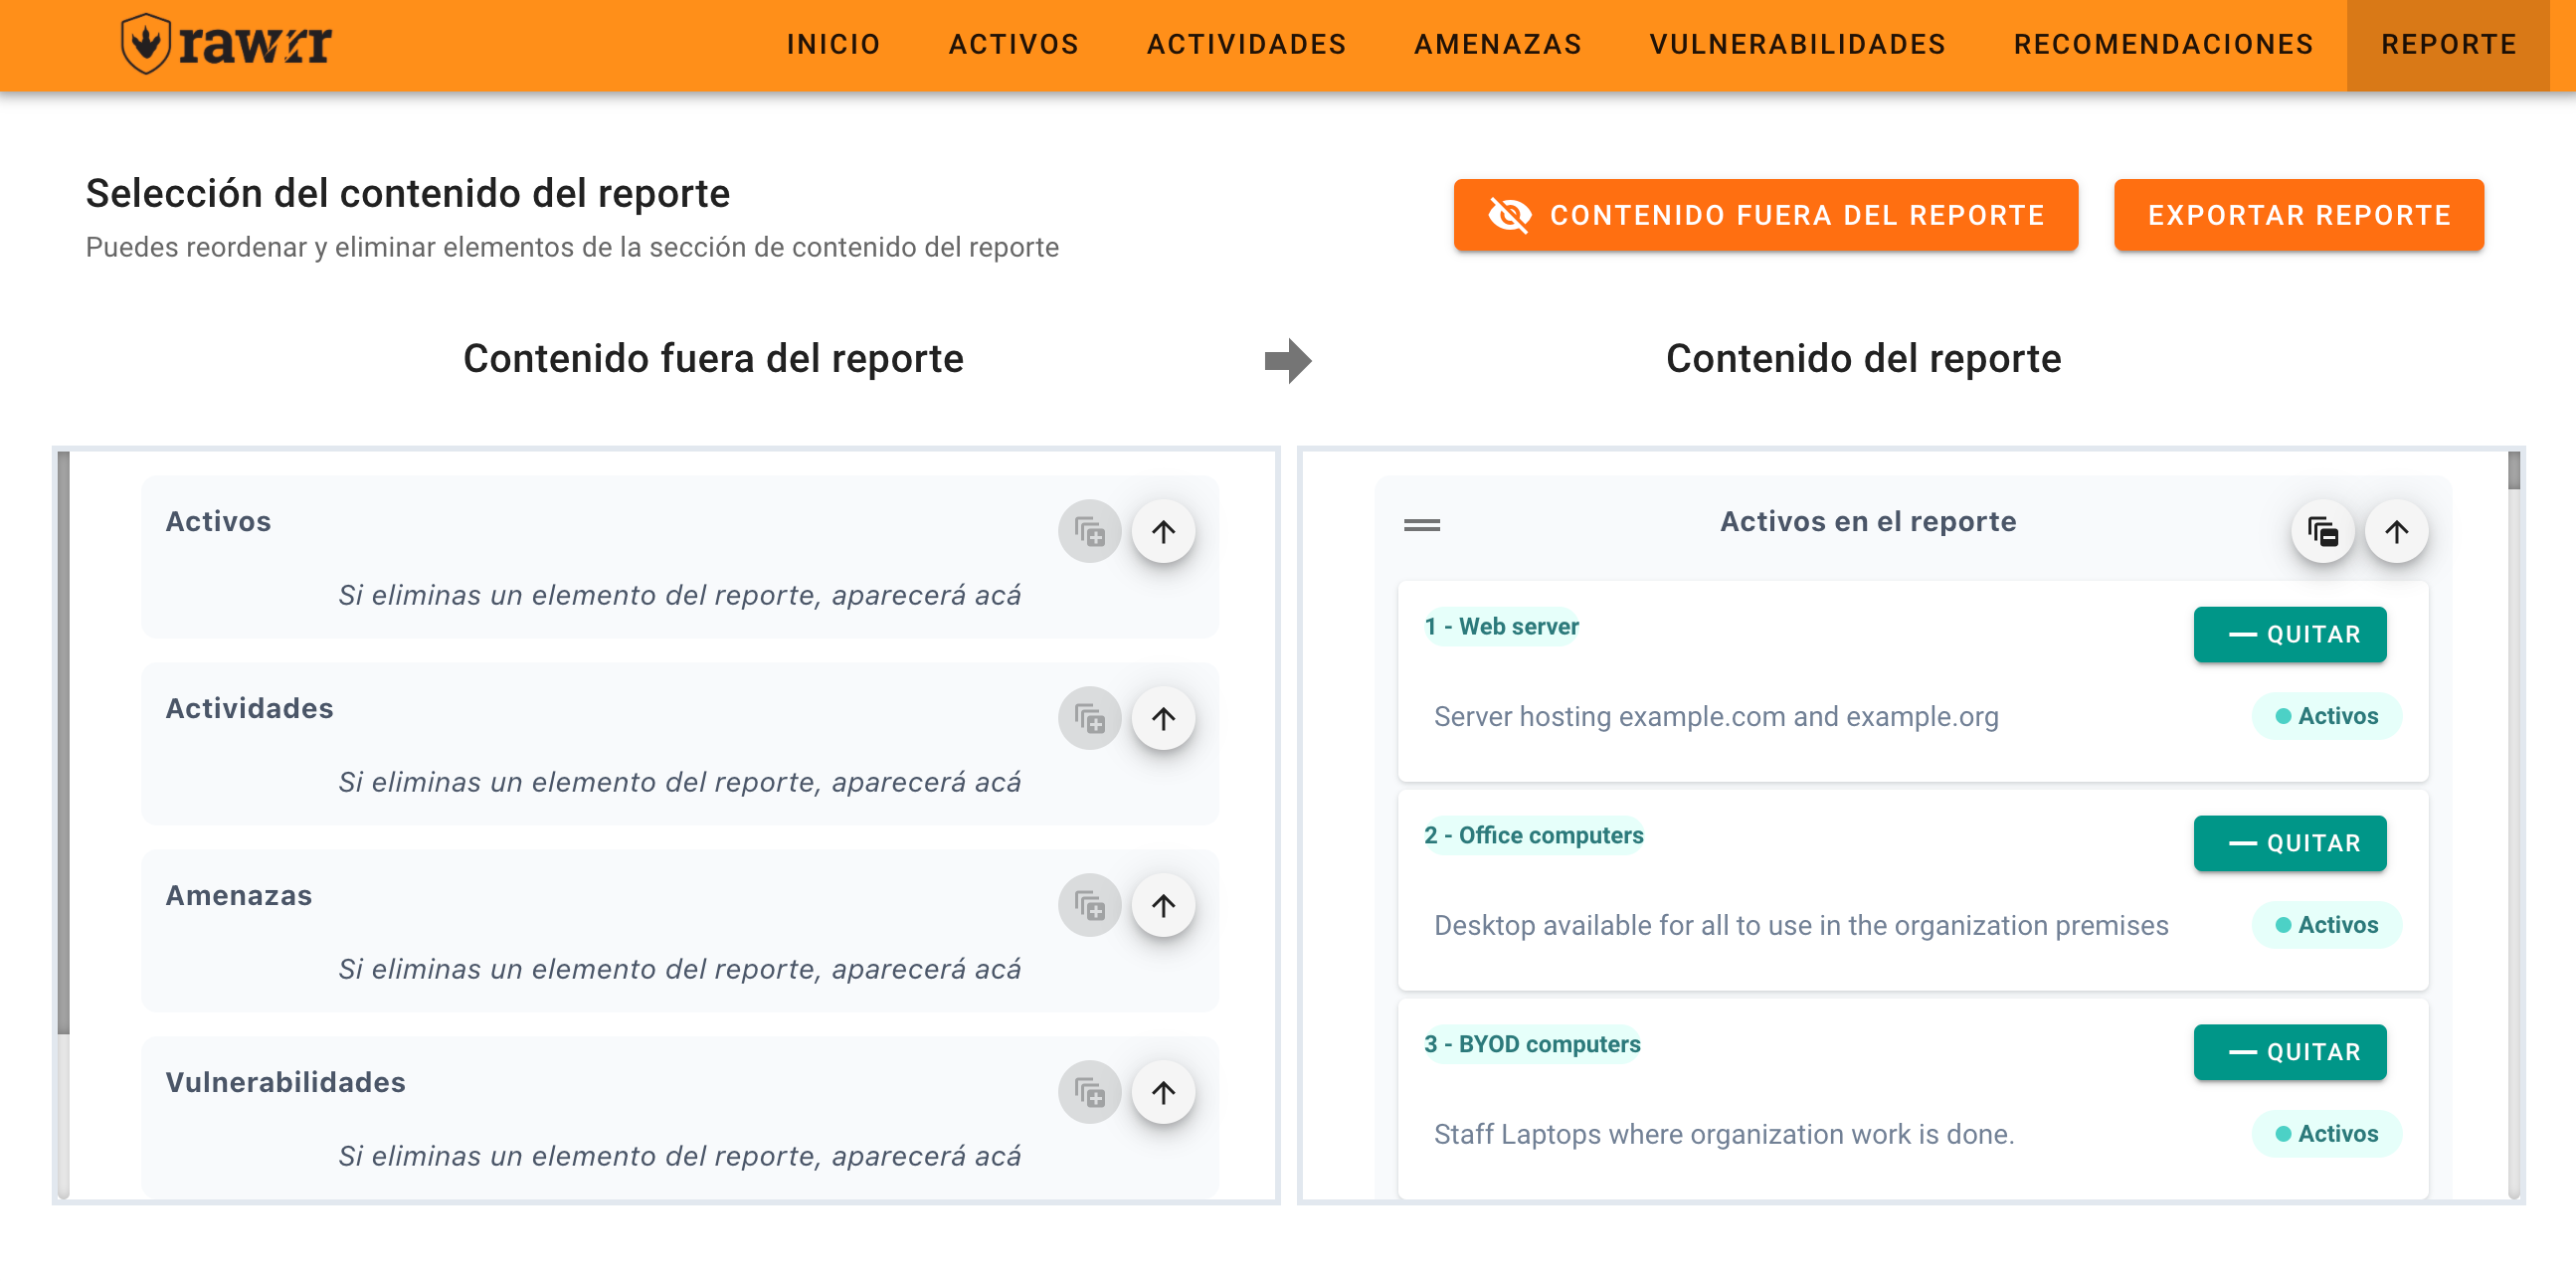 rawrr
INICIO ACTIVOS ACTIVIDADES AMENAZAS VULNERABILIDADES RECOMENDACIONES REPORTE
Selección del contenido del reporte
Puedes reordenar y eliminar elementos de la sección de contenido del reporte
CONTENIDO FUERA DEL REPORTE
EXPORTAR REPORTE
Contenido fuera del reporte
Contenido del reporte
Activos
Si eliminas un elemento del reporte, aparecerá acá
Actividades
Si eliminas un elemento del reporte, aparecerá acá
Amenazas
Si eliminas un elemento del reporte, aparecerá acá
Vulnerabilidades
Si eliminas un elemento del reporte, aparecerá acá
Activos en el reporte
1 - Web server
QUITAR
Server hosting example.com and example.org
Activos
2 - Office computers
QUITAR
Desktop available for all to use in the organization premises
Activos
3 - BYOD computers
QUITAR
Staff Laptops where organization work is done.
Activos